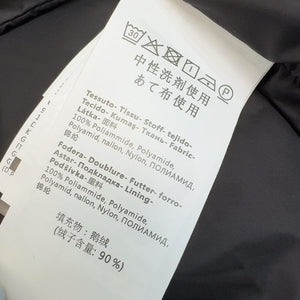 30 P
中性洗剤使用
あて布使用
Tessuto- Tissu- Stoff- tejido-
Tecido- Kumaş- Ткань- Fabric-
Látka- 面料
100% Poliammide, Polyamide,
Polyamid, nailon, Nylon, ПОЛИАМИД,
锦纶
Fodera- Doublure- Futter- forro-
Astar- Подкладка- Lining-
Podšívka- 里料
100% Poliammide, Polyamide,
Polyamid, nailon, Nylon, ПОЛИАМИД,
锦纶
填充物: 鹅绒
(绒子含量: 90%)